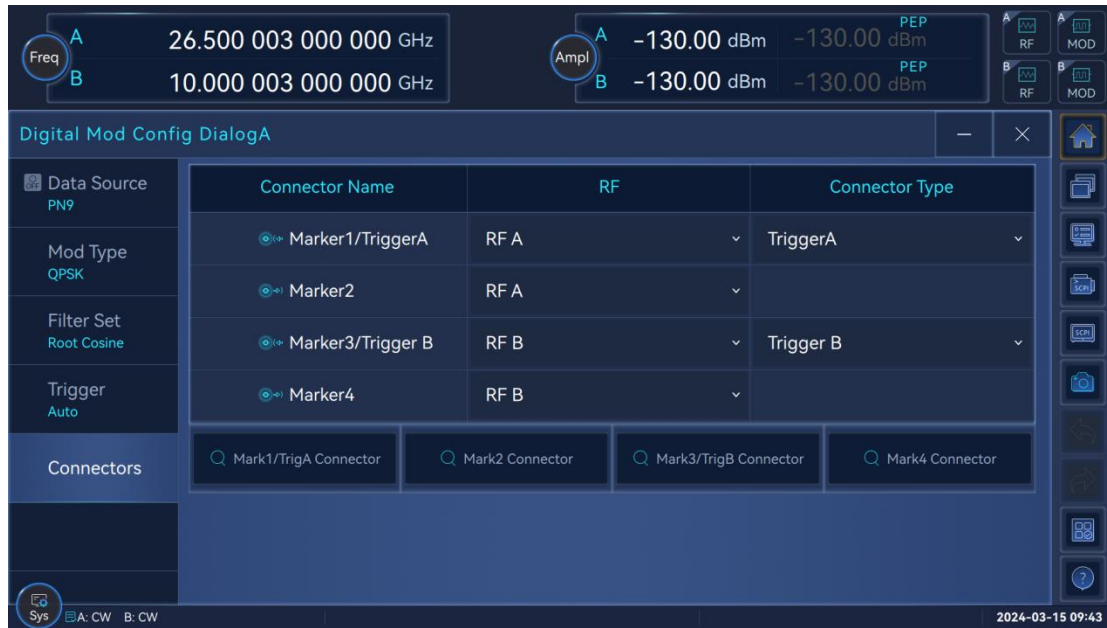 Freq
A 26.500 003 000 000 GHz
B 10.000 003 000 000 GHz
Ampl
A -130.00 dBm PEP -130.00 dBm
B -130.00 dBm PEP -130.00 dBm
A RF
A MOD
B RF
B MOD
Digital Mod Config DialogA
OFF Data Source
PN9
Mod Type
QPSK
Filter Set
Root Cosine
Trigger
Auto
Connectors
Connector Name RF Connector Type
Marker1/TriggerA RF A TriggerA
Marker2 RF A
Marker3/Trigger B RF B Trigger B
Marker4 RF B
Mark1/TrigA Connector Mark2 Connector Mark3/TrigB Connector Mark4 Connector
SCPI
SCPI
?
Sys A: CW B: CW 2024-03-15 09:43